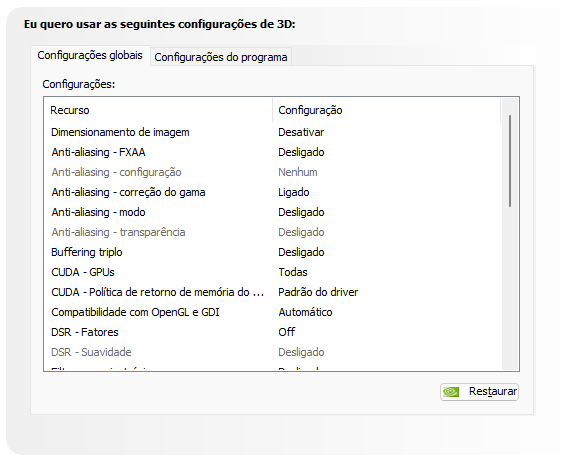 Eu quero usar as seguintes configurações de 3D:
Configurações globais Configurações do programa
Configurações:
Recurso Configuração
Dimensionamento de imagem Desativar
Anti-aliasing - FXAA Desligado
Anti-aliasing - configuração Nenhum
Anti-aliasing - correção do gama Ligado
Anti-aliasing - modo Desligado
Anti-aliasing - transparência Desligado
Buffering triplo Desligado
CUDA - GPUs Todas
CUDA - Política de retorno de memória do ... Padrão do driver
Compatibilidade com OpenGL e GDI Automático
DSR - Fatores Off
DSR - Suavidade Desligado
Restaurar